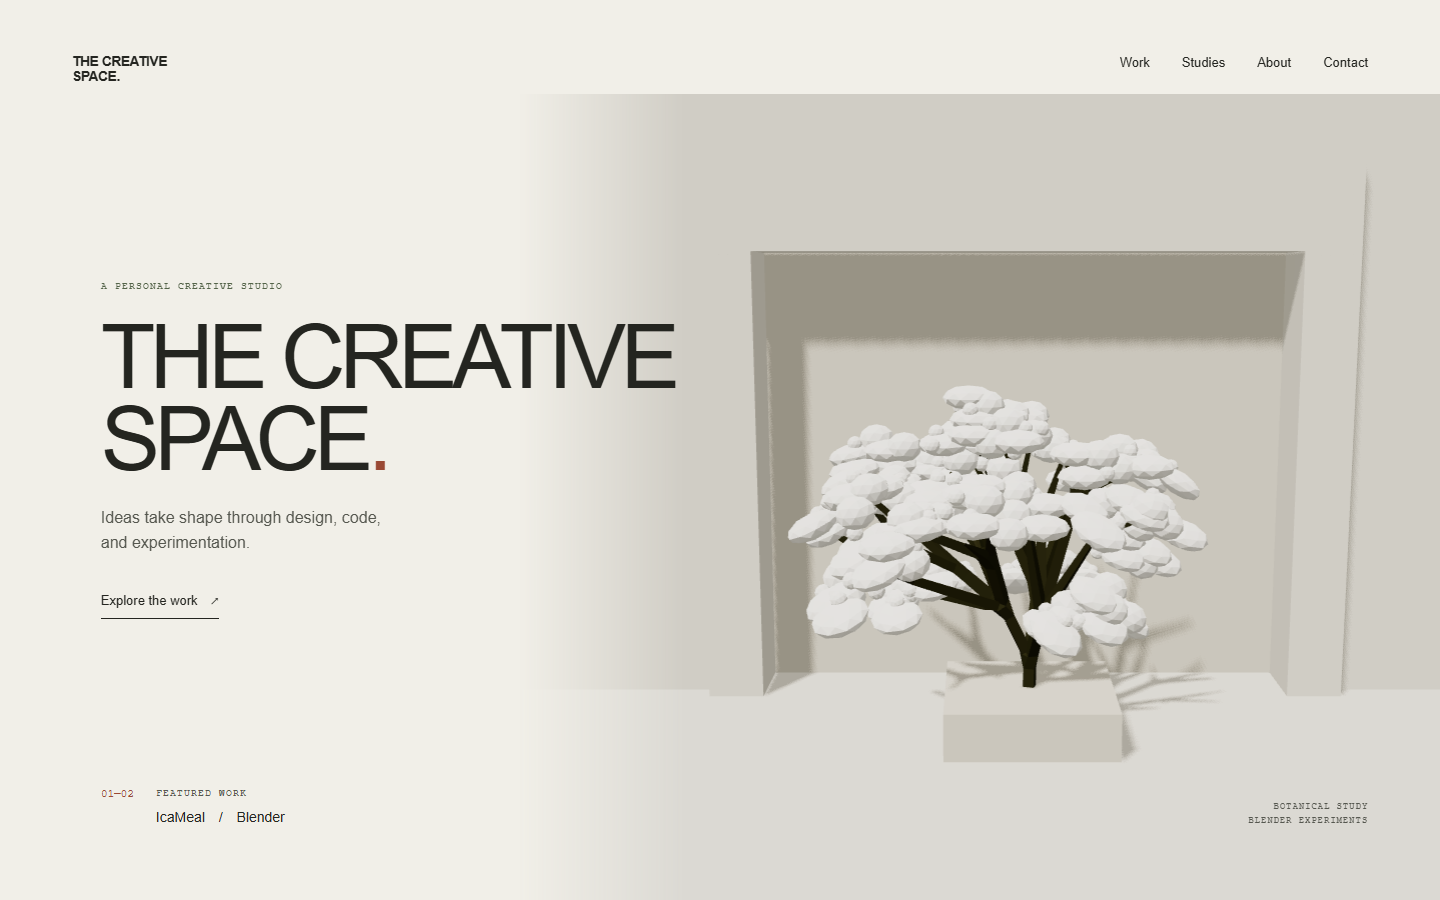 THE CREATIVE
SPACE.
Work Studies About Contact
A PERSONAL CREATIVE STUDIO
THE CREATIVE
SPACE.
Ideas take shape through design, code,
and experimentation.
Explore the work ↗
01—02 FEATURED WORK
IcaMeal / Blender
BOTANICAL STUDY
BLENDER EXPERIMENTS